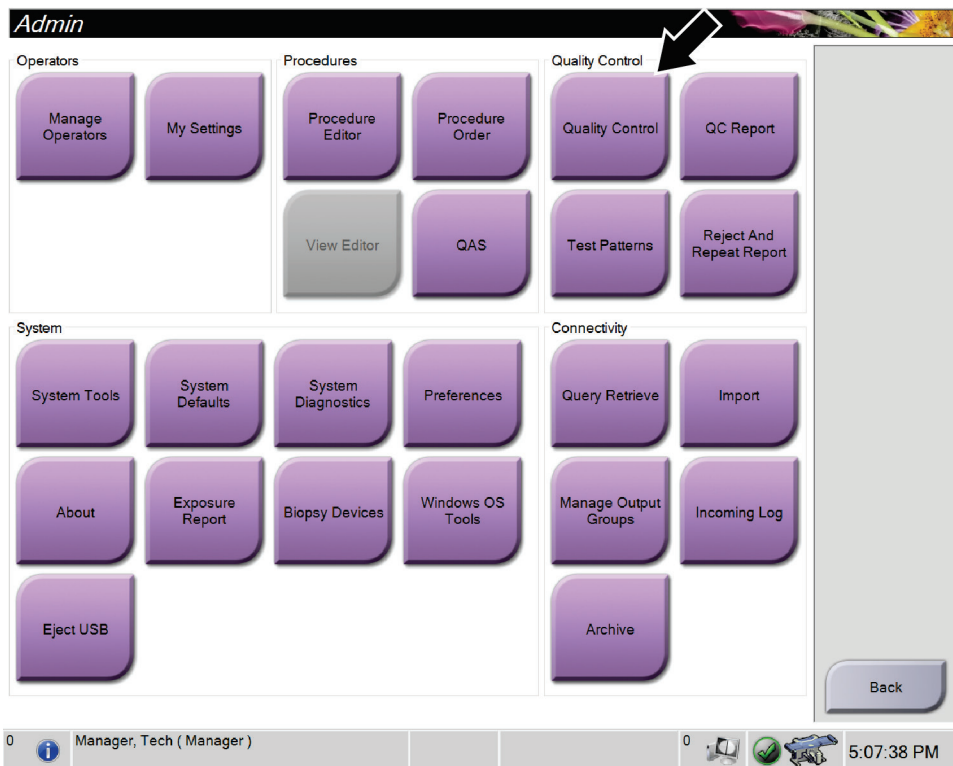 Admin
Operators
Manage
Operators
My Settings
Procedures
Procedure
Editor
Procedure
Order
View Editor
QAS
Quality Control
Quality Control
QC Report
Test Patterns
Reject And
Repeat Report
System
System Tools
System
Defaults
System
Diagnostics
Preferences
About
Exposure
Report
Biopsy Devices
Windows OS
Tools
Eject USB
Connectivity
Query Retrieve
Import
Manage Output
Groups
Incoming Log
Archive
Back
0
Manager, Tech ( Manager )
0
5:07:38 PM